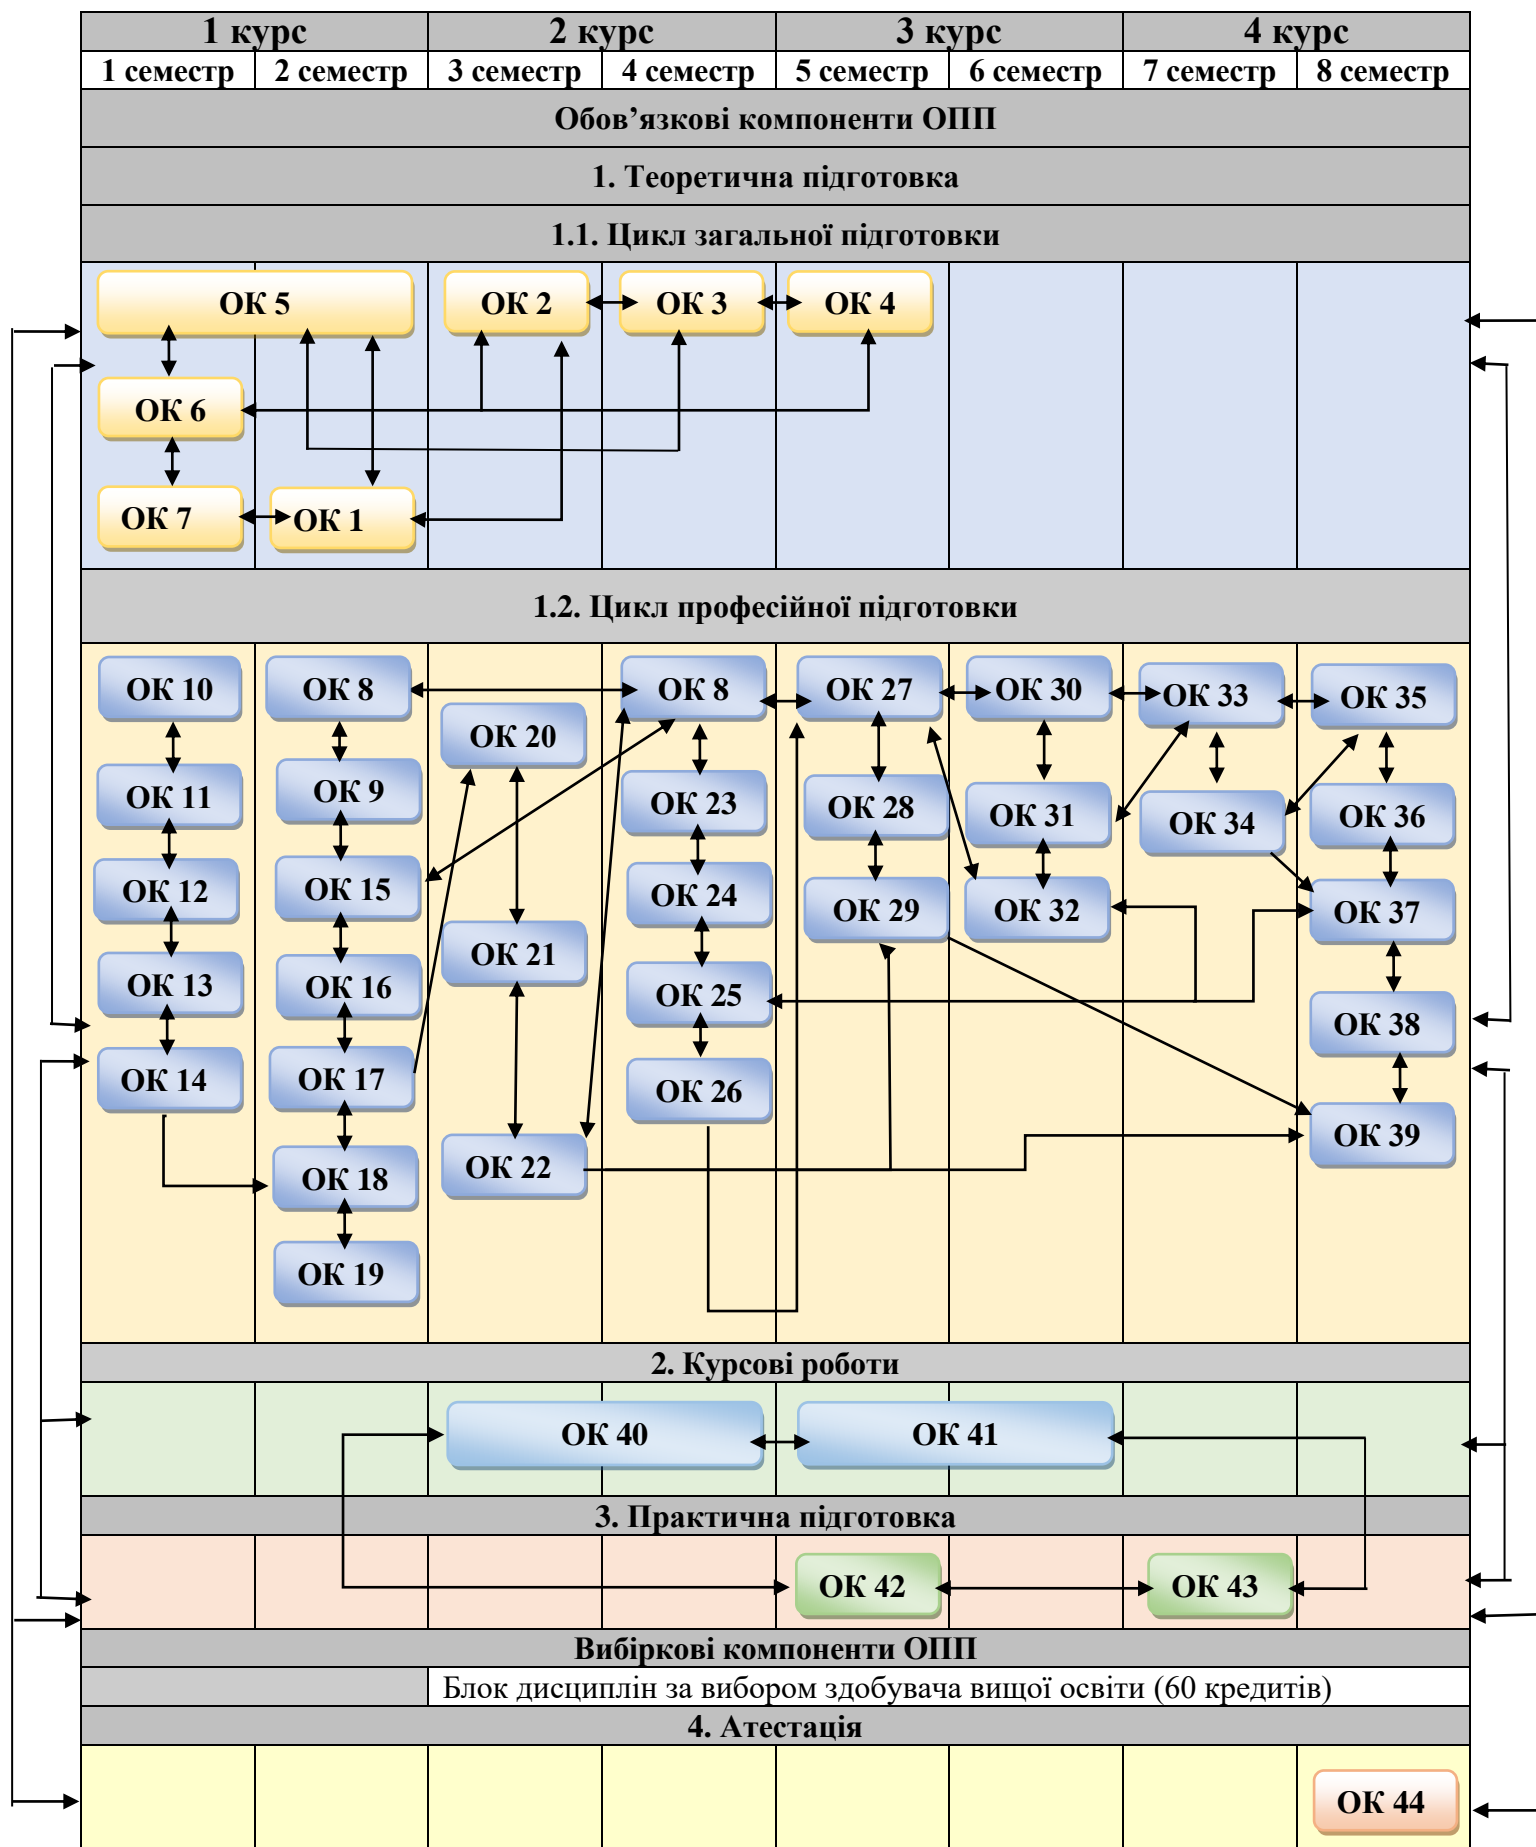 1 курс 2 курс 3 курс 4 курс
1 семестр 2 семестр 3 семестр 4 семестр 5 семестр 6 семестр 7 семестр 8 семестр
Обов’язкові компоненти ОПП
1. Теоретична підготовка
1.1. Цикл загальної підготовки
ОК 5 ОК 2 ОК 3 ОК 4
ОК 6
ОК 7 ОК 1
1.2. Цикл професійної підготовки
ОК 10 ОК 8 ОК 8 ОК 27 ОК 30 ОК 33 ОК 35
ОК 20
ОК 11 ОК 9 ОК 23 ОК 28 ОК 31 ОК 34 ОК 36
ОК 12 ОК 15 ОК 24 ОК 29 ОК 32 ОК 37
ОК 21
ОК 13 ОК 16 ОК 25 ОК 38
ОК 14 ОК 17 ОК 26
ОК 39
ОК 18 ОК 22
ОК 19
2. Курсові роботи
ОК 40 ОК 41
3. Практична підготовка
ОК 42 ОК 43
Вибіркові компоненти ОПП
Блок дисциплін за вибором здобувача вищої освіти (60 кредитів)
4. Атестація
ОК 44